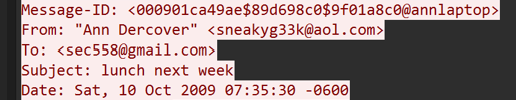 Message-ID: <000901ca49ae$89d698c0$9f01a8c0@annlaptop>
From: "Ann Dercover" <sneakyg33k@aol.com>
To: <sec558@gmail.com>
Subject: lunch next week
Date: Sat, 10 Oct 2009 07:35:30 -0600